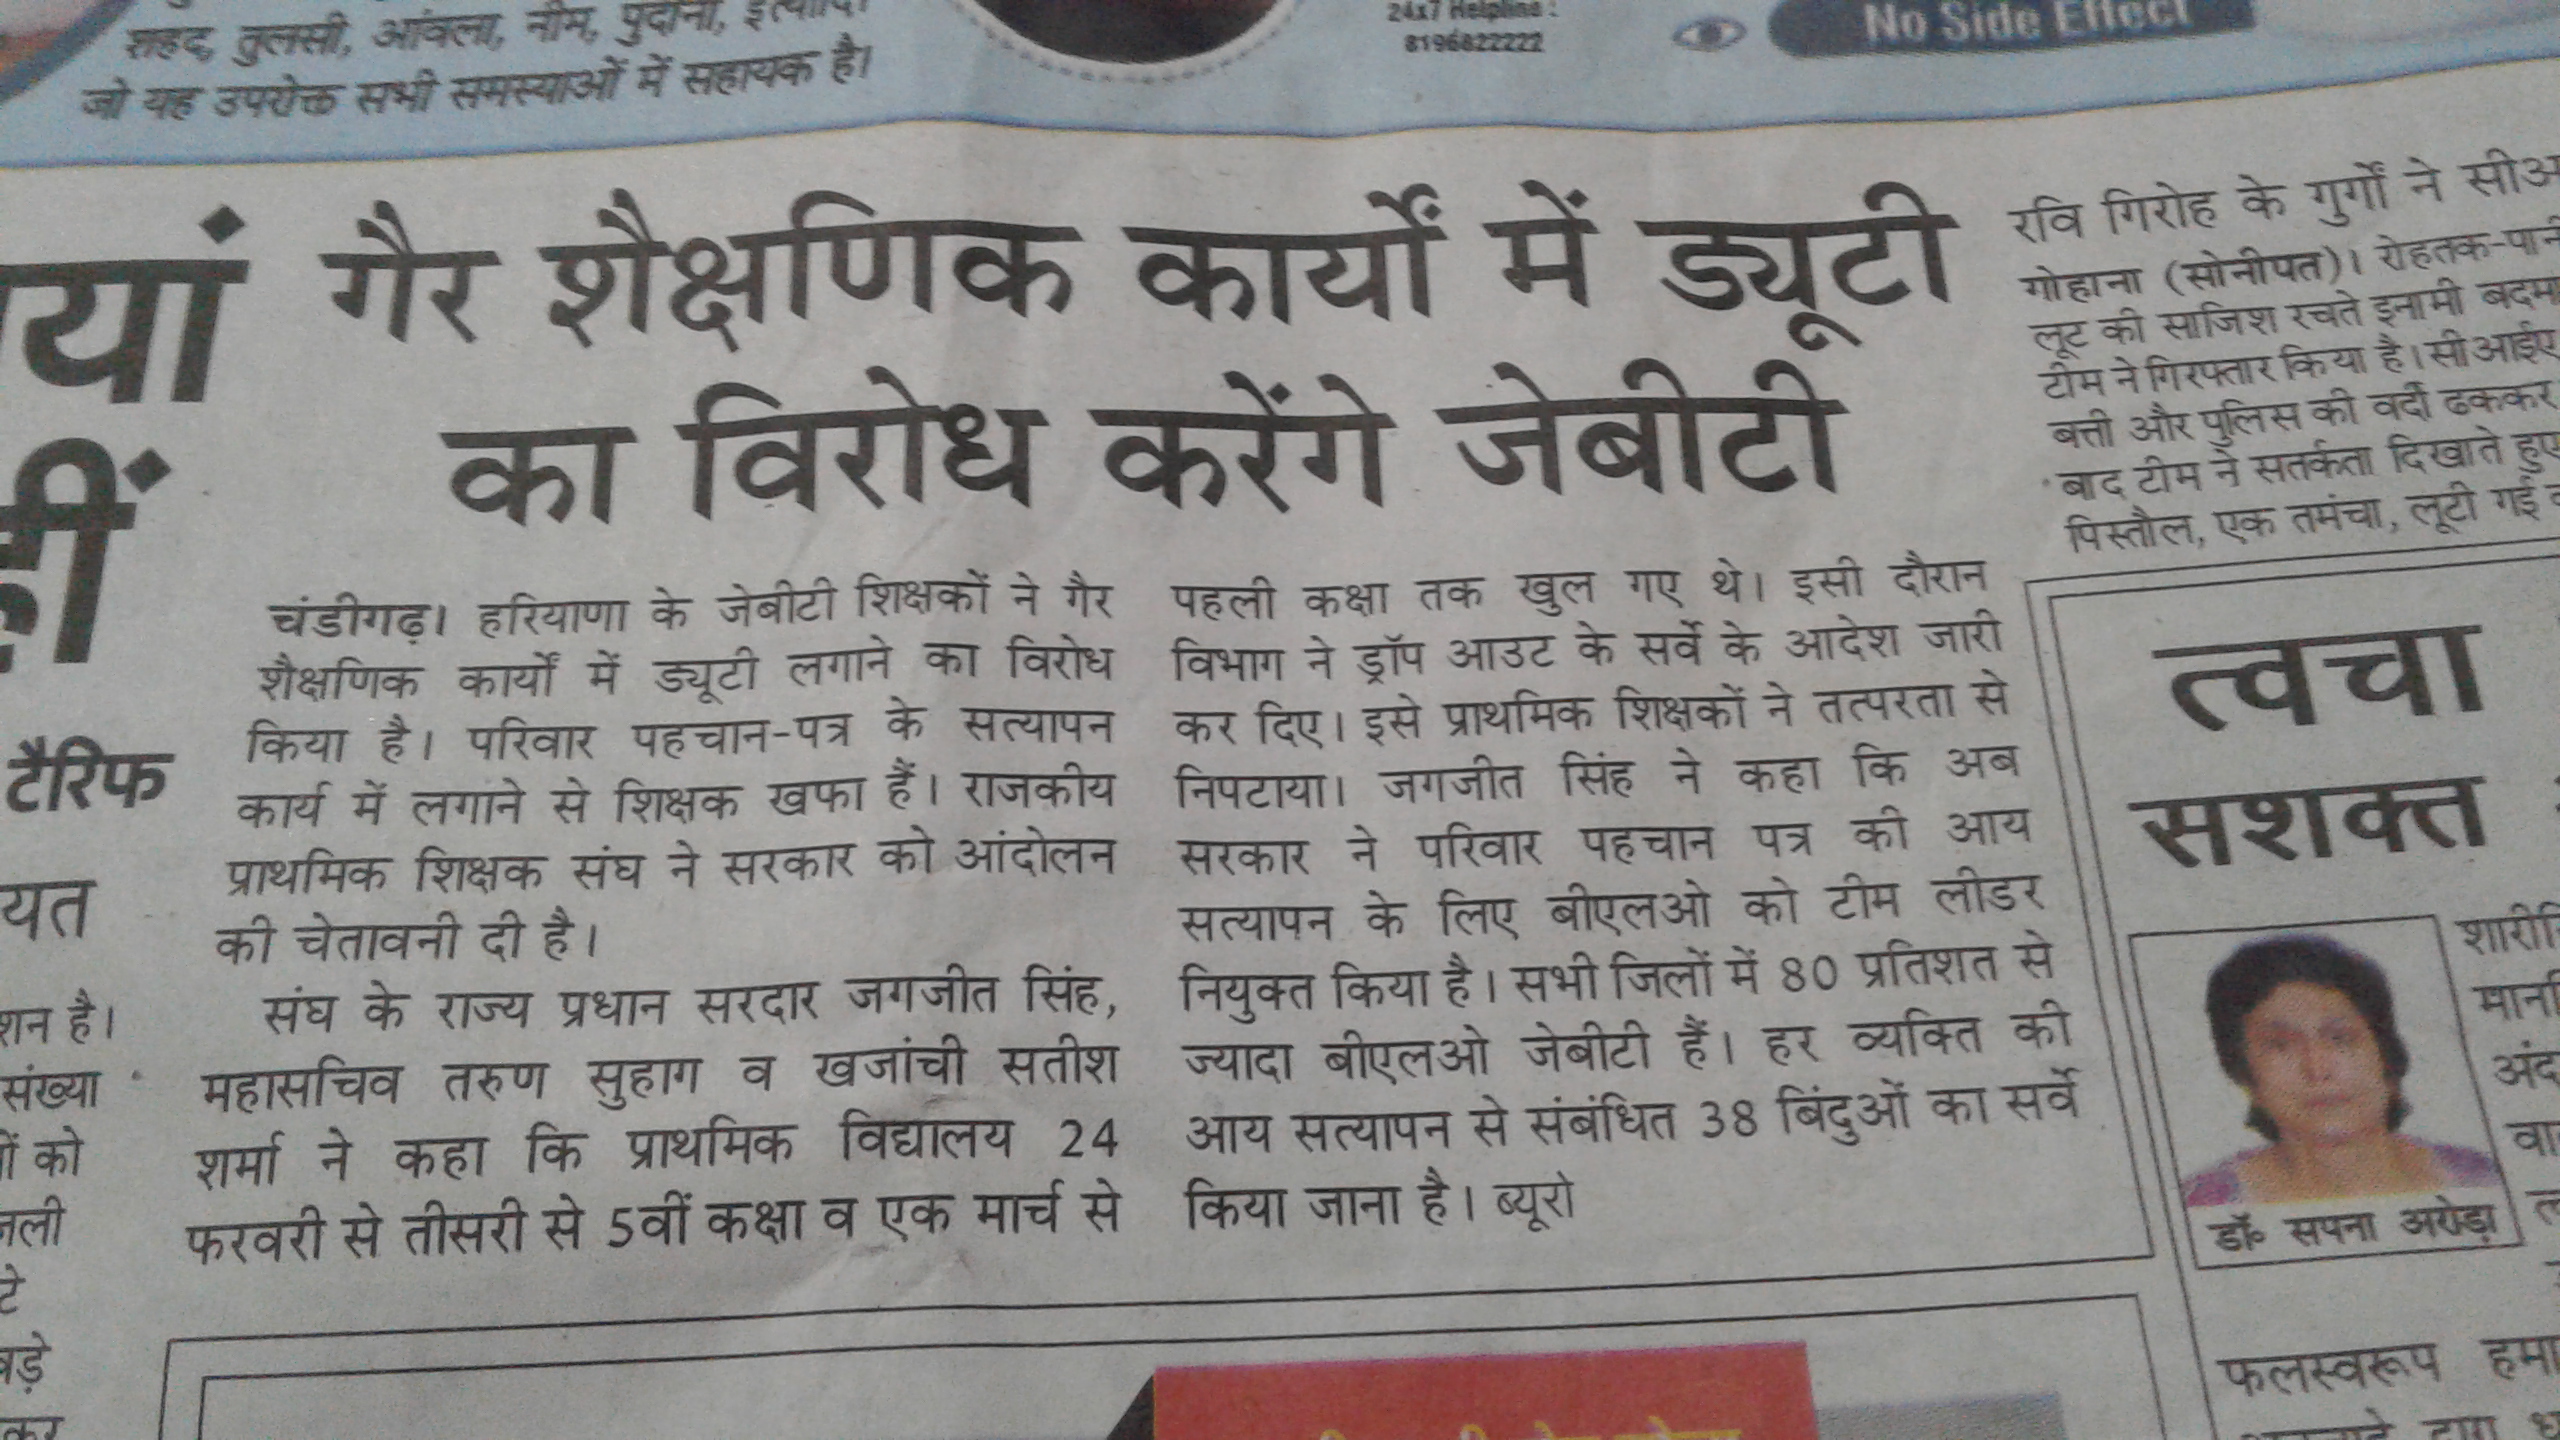 शहद, तुलसी, आंवला, नीम, पुदीना, इत्यादि।
जो यह उपरोक्त सभी समस्याओं में सहायक है।
24x7 Helpline:
8196822222
No Side Effect
यां
हीं
टैरिफ
यत
शन है।
संख्या
ों को
टे
बड़े
कर
गैर शैक्षणिक कार्यों में ड्यूटी
का विरोध करेंगे जेबीटी
चंडीगढ़। हरियाणा के जेबीटी शिक्षकों ने गैर
शैक्षणिक कार्यों में ड्यूटी लगाने का विरोध
किया है। परिवार पहचान-पत्र के सत्यापन
कार्य में लगाने से शिक्षक खफा हैं। राजकीय
प्राथमिक शिक्षक संघ ने सरकार को आंदोलन
की चेतावनी दी है।
संघ के राज्य प्रधान सरदार जगजीत सिंह,
महासचिव तरुण सुहाग व खजांची सतीश
शर्मा ने कहा कि प्राथमिक विद्यालय 24
फरवरी से तीसरी से 5वीं कक्षा व एक मार्च से
पहली कक्षा तक खुल गए थे। इसी दौरान
विभाग ने ड्रॉप आउट के सर्वे के आदेश जारी
कर दिए। इसे प्राथमिक शिक्षकों ने तत्परता से
निपटाया। जगजीत सिंह ने कहा कि अब
सरकार ने परिवार पहचान पत्र की आय
सत्यापन के लिए बीएलओ को टीम लीडर
नियुक्त किया है। सभी जिलों में 80 प्रतिशत से
ज्यादा बीएलओ जेबीटी हैं। हर व्यक्ति की
आय सत्यापन से संबंधित 38 बिंदुओं का सर्वे
किया जाना है। ब्यूरो
रवि गिरोह के गुर्गों ने सीअ
गोहाना (सोनीपत)। रोहतक-पानी
लूट की साजिश रचते इनामी बदमा
टीम ने गिरफ्तार किया है। सीआईए
बत्ती और पुलिस की वर्दी ढककर
बाद टीम ने सतर्कता दिखाते हुए
पिस्तौल, एक तमंचा, लूटी गई
त्वचा
सशक्त
डॉ० सपना अरोड़ा
शारीरि
मानसि
अंद
वा
फलस्वरूप हमा